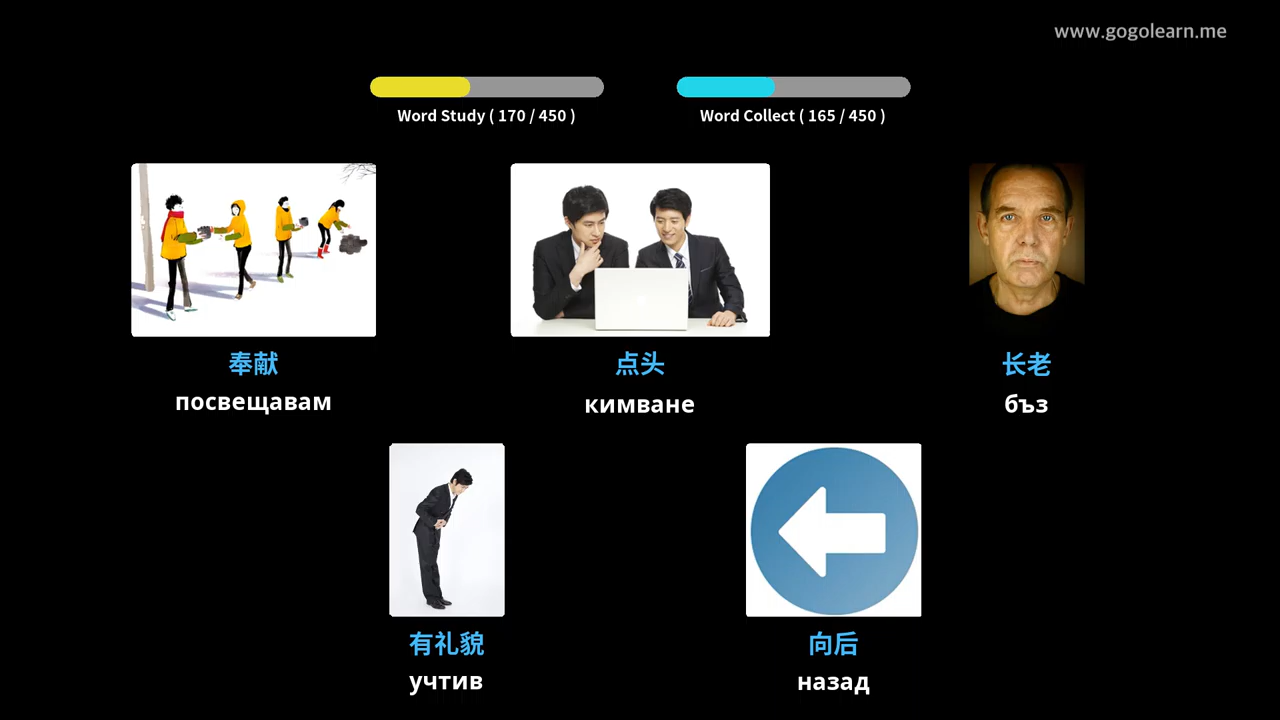 www.gogolearn.me
Word Study ( 170 / 450 )
Word Collect ( 165 / 450 )
奉献
посвещавам
点头
кимване
长老
бъз
有礼貌
учтив
向后
назад